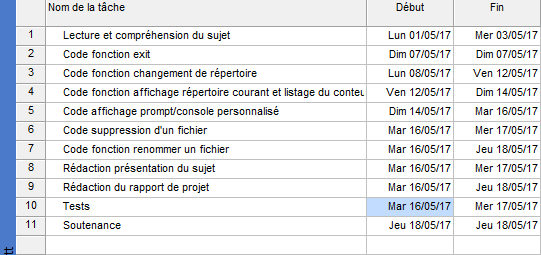 Nom de la tâche Début Fin
1 Lecture et compréhension du sujet Lun 01/05/17 Mer 03/05/17
2 Code fonction exit Dim 07/05/17 Dim 07/05/17
3 Code fonction changement de répertoire Lun 08/05/17 Ven 12/05/17
4 Code fonction affichage répertoire courant et listage du conteu Ven 12/05/17 Dim 14/05/17
5 Code affichage prompt/console personnalisé Dim 14/05/17 Mar 16/05/17
6 Code suppression d'un fichier Mar 16/05/17 Mer 17/05/17
7 Code fonction renommer un fichier Mar 16/05/17 Jeu 18/05/17
8 Rédaction présentation du sujet Mar 16/05/17 Mer 17/05/17
9 Rédaction du rapport de projet Mar 16/05/17 Jeu 18/05/17
10 Tests Mar 16/05/17 Mer 17/05/17
11 Soutenance Jeu 18/05/17 Jeu 18/05/17